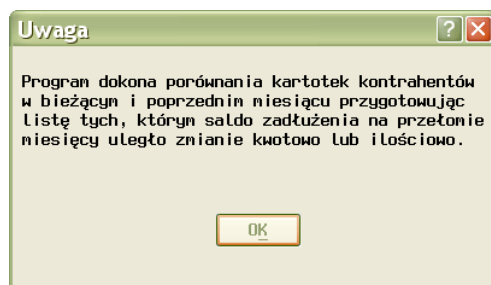 Uwaga
Program dokona porównania kartotek kontrahentów
w bieżącym i poprzednim miesiącu przygotowując
listę tych, którym saldo zadłużenia na przełomie
miesięcy uległo zmianie kwotowo lub ilościowo.
OK